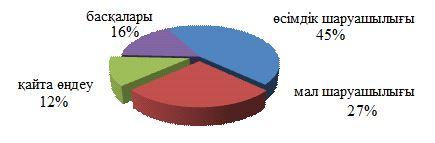 басқалары
16%
өсімдік шаруашылығы
45%
қайта өңдеу
12%
мал шаруашылығы
27%